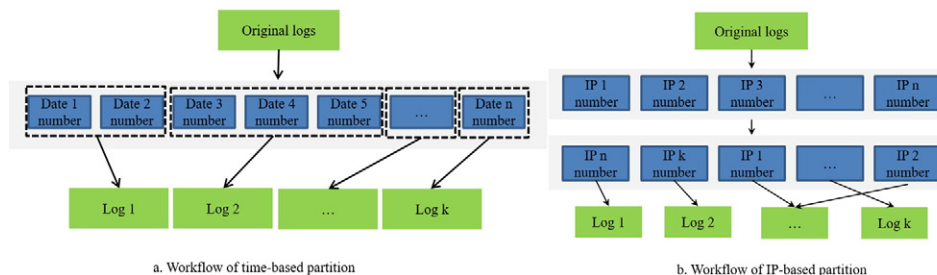 Original logs
Date 1
number
Date 2
number
Date 3
number
Date 4
number
Date 5
number
...
Date n
number
Log 1
Log 2
...
Log k
a. Workflow of time-based partition
Original logs
IP 1
number
IP 2
number
IP 3
number
...
IP n
number
IP n
number
IP k
number
IP 1
number
...
IP 2
number
Log 1
Log 2
...
Log k
b. Workflow of IP-based partition